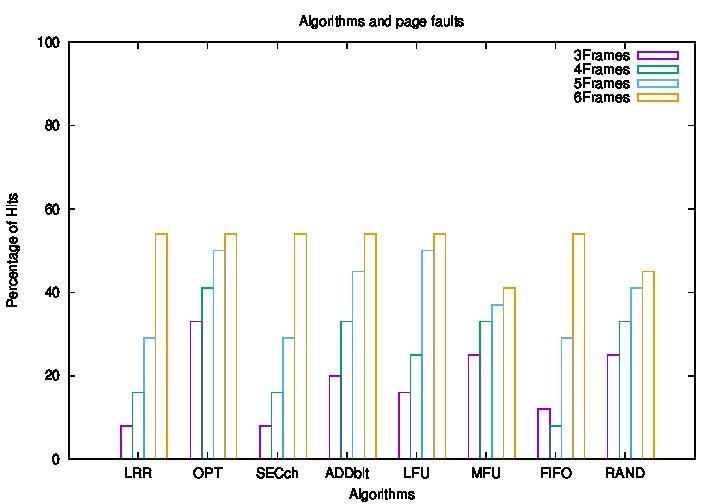 Algorithms and page faults
100
80
60
40
20
0
Percentage of Hits
3Frames
4Frames
5Frames
6Frames
LRR OPT SECch ADDbit LFU MFU FIFO RAND
Algorithms